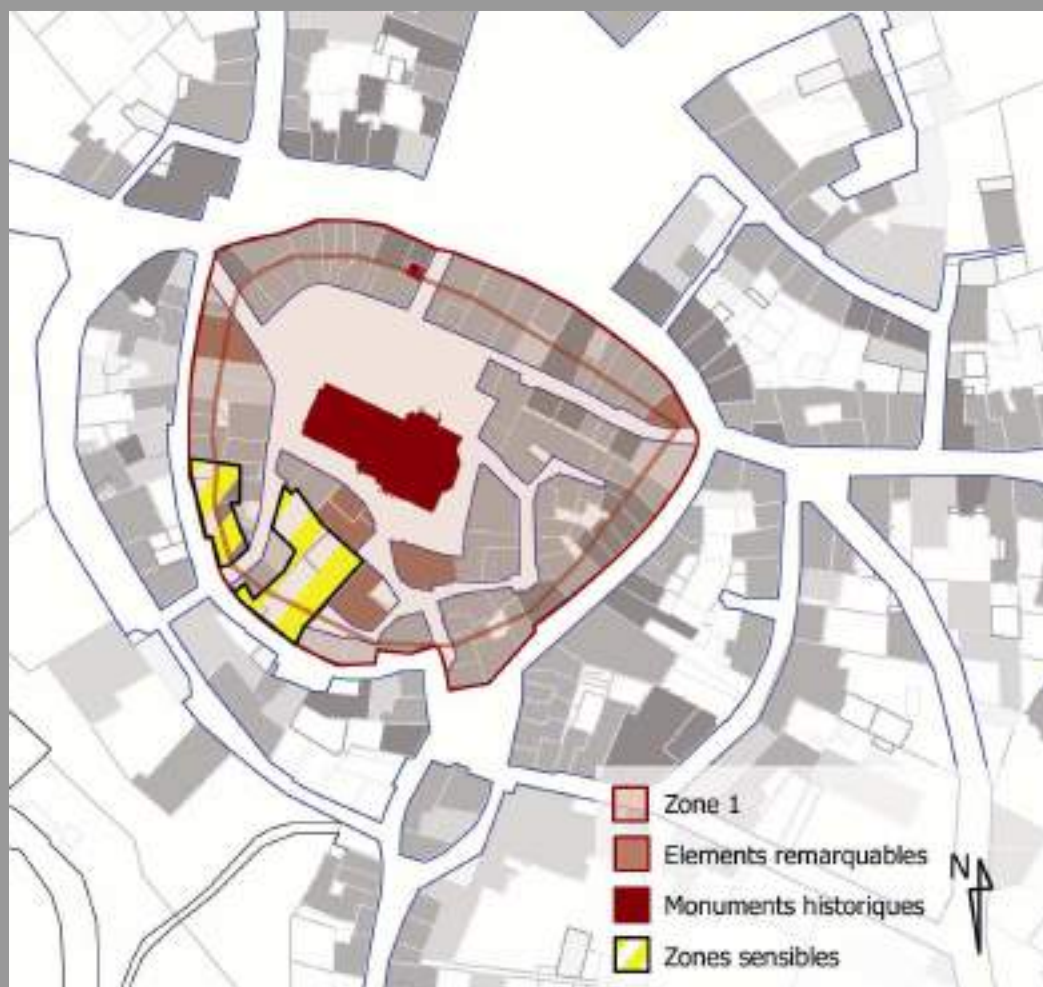 Zone 1
Elements remarquables
N
Monuments historiques
Zones sensibles